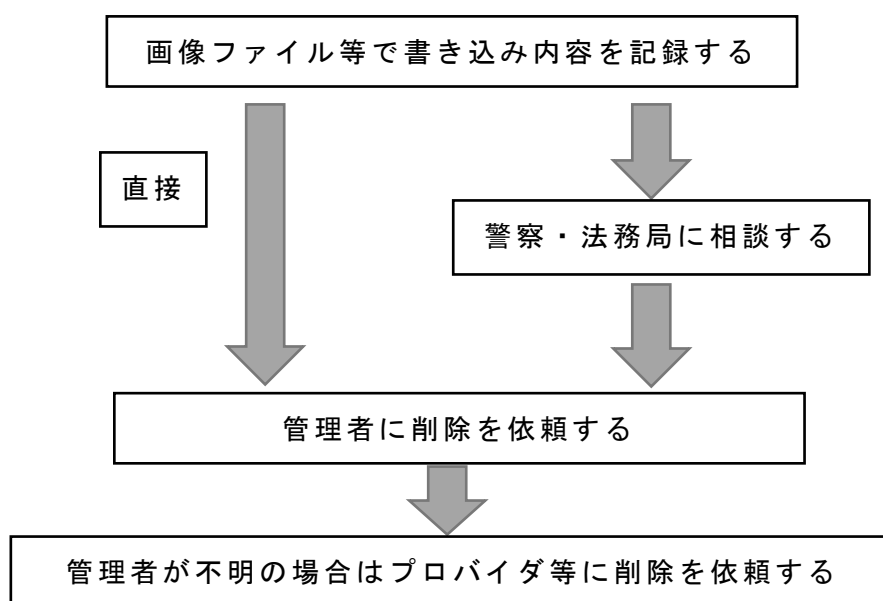 画像ファイル等で書き込み内容を記録する
直接
警察・法務局に相談する
管理者に削除を依頼する
管理者が不明の場合はプロバイダ等に削除を依頼する